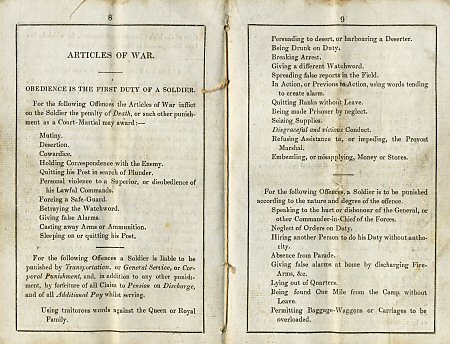 8
ARTICLES OF WAR.
OBEDIENCE IS THE FIRST DUTY OF A SOLDIER.
For the following Offences the Articles of War inflict
on the Soldier the penalty of Death, or such other punish-
ment as a Court-Martial may award:—
Mutiny.
Desertion.
Cowardice.
Holding Correspondence with the Enemy.
Quitting his Post in search of Plunder.
Personal violence to a Superior, or disobedience of
his Lawful Commands.
Forcing a Safe-Guard.
Betraying the Watchword.
Giving false Alarms.
Casting away Arms or Ammunition.
Sleeping on or quitting his Post,
For the following Offences a Soldier is liable to be
punished by Transportation, or General Service, or Cor-
poral Punishment, and, in addition to any other punish-
ment, by forfeiture of all Claims to Pension on Discharge,
and of all Additional Pay whilst serving.
Using traitorous words against the Queen or Royal
Family.
9
Persuading to desert, or harbouring a Deserter.
Being Drunk on Duty.
Breaking Arrest.
Giving a different Watchword.
Spreading false reports in the Field.
In Action, or Previous to Action, using words tending
to create alarm.
Quitting Ranks without Leave.
Being made Prisoner by neglect.
Seizing Supplies.
Disgraceful and vicious Conduct.
Refusing Assistance to, or impeding, the Provost
Marshal.
Embezzling, or misapplying, Money or Stores.
For the following Offences, a Soldier is to be punished
according to the nature and degree of the offence.
Speaking to the hurt or dishonour of the General, or
other Commander-in-Chief of the Forces.
Neglect of Orders on Duty.
Hiring another Person to do his Duty without autho-
rity.
Absence from Parade.
Giving false alarms at home by discharging Fire-
Arms, &c.
Lying out of Quarters.
Being found One Mile from the Camp without
Leave.
Permitting Baggage-Waggons or Carriages to be
overloaded.